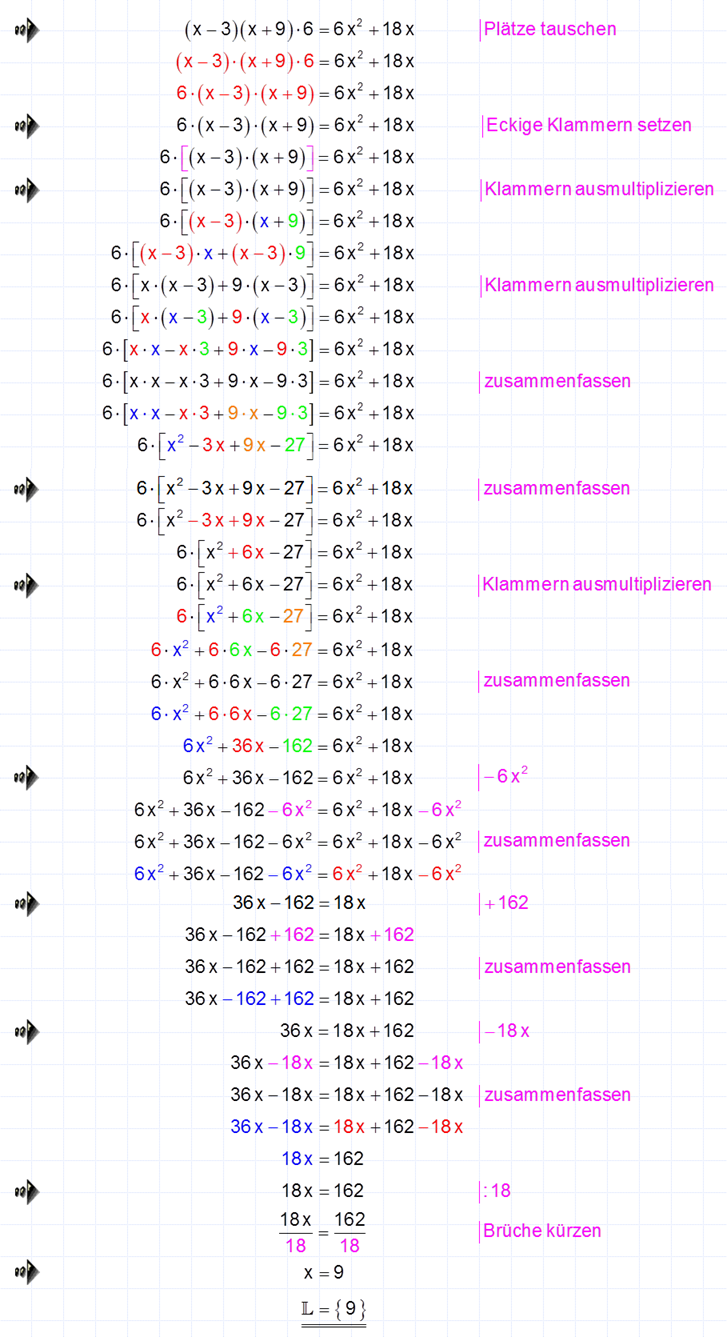 (x – 3)(x + 9)·6 = 6x² + 18x |Plätze tauschen
(x – 3)·(x + 9)·6 = 6x² + 18x
6·(x – 3)·(x + 9) = 6x² + 18x
6·(x – 3)·(x + 9) = 6x² + 18x |Eckige Klammern setzen
6·[(x – 3)·(x + 9)] = 6x² + 18x
6·[(x – 3)·(x + 9)] = 6x² + 18x |Klammern ausmultiplizieren
6·[(x – 3)·(x + 9)] = 6x² + 18x
6·[(x – 3)·x + (x – 3)·9] = 6x² + 18x
6·[x·(x – 3) + 9·(x – 3)] = 6x² + 18x |Klammern ausmultiplizieren
6·[x·(x – 3) + 9·(x – 3)] = 6x² + 18x
6·[x·x – x·3 + 9·x – 9·3] = 6x² + 18x
6·[x·x – x·3 + 9·x – 9·3] = 6x² + 18x |zusammenfassen
6·[x·x – x·3 + 9·x – 9·3] = 6x² + 18x
6·[x² – 3x + 9x – 27] = 6x² + 18x
6·[x² – 3x + 9x – 27] = 6x² + 18x |zusammenfassen
6·[x² – 3x + 9x – 27] = 6x² + 18x
6·[x² + 6x – 27] = 6x² + 18x
6·[x² + 6x – 27] = 6x² + 18x |Klammern ausmultiplizieren
6·[x² + 6x – 27] = 6x² + 18x
6·x² + 6·6x – 6·27 = 6x² + 18x
6·x² + 6·6x – 6·27 = 6x² + 18x |zusammenfassen
6·x² + 6·6x – 6·27 = 6x² + 18x
6x² + 36x – 162 = 6x² + 18x
6x² + 36x – 162 = 6x² + 18x |– 6x²
6x² + 36x – 162 – 6x² = 6x² + 18x – 6x²
6x² + 36x – 162 – 6x² = 6x² + 18x – 6x² |zusammenfassen
6x² + 36x – 162 – 6x² = 6x² + 18x – 6x²
36x – 162 = 18x |+ 162
36x – 162 + 162 = 18x + 162
36x – 162 + 162 = 18x + 162 |zusammenfassen
36x – 162 + 162 = 18x + 162
36x = 18x + 162 |– 18x
36x – 18x = 18x + 162 – 18x
36x – 18x = 18x + 162 – 18x |zusammenfassen
36x – 18x = 18x + 162 – 18x
18x = 162
18x = 162 |: 18
18x/18 = 162/18 |Brüche kürzen
x = 9
𝕃 = {9}